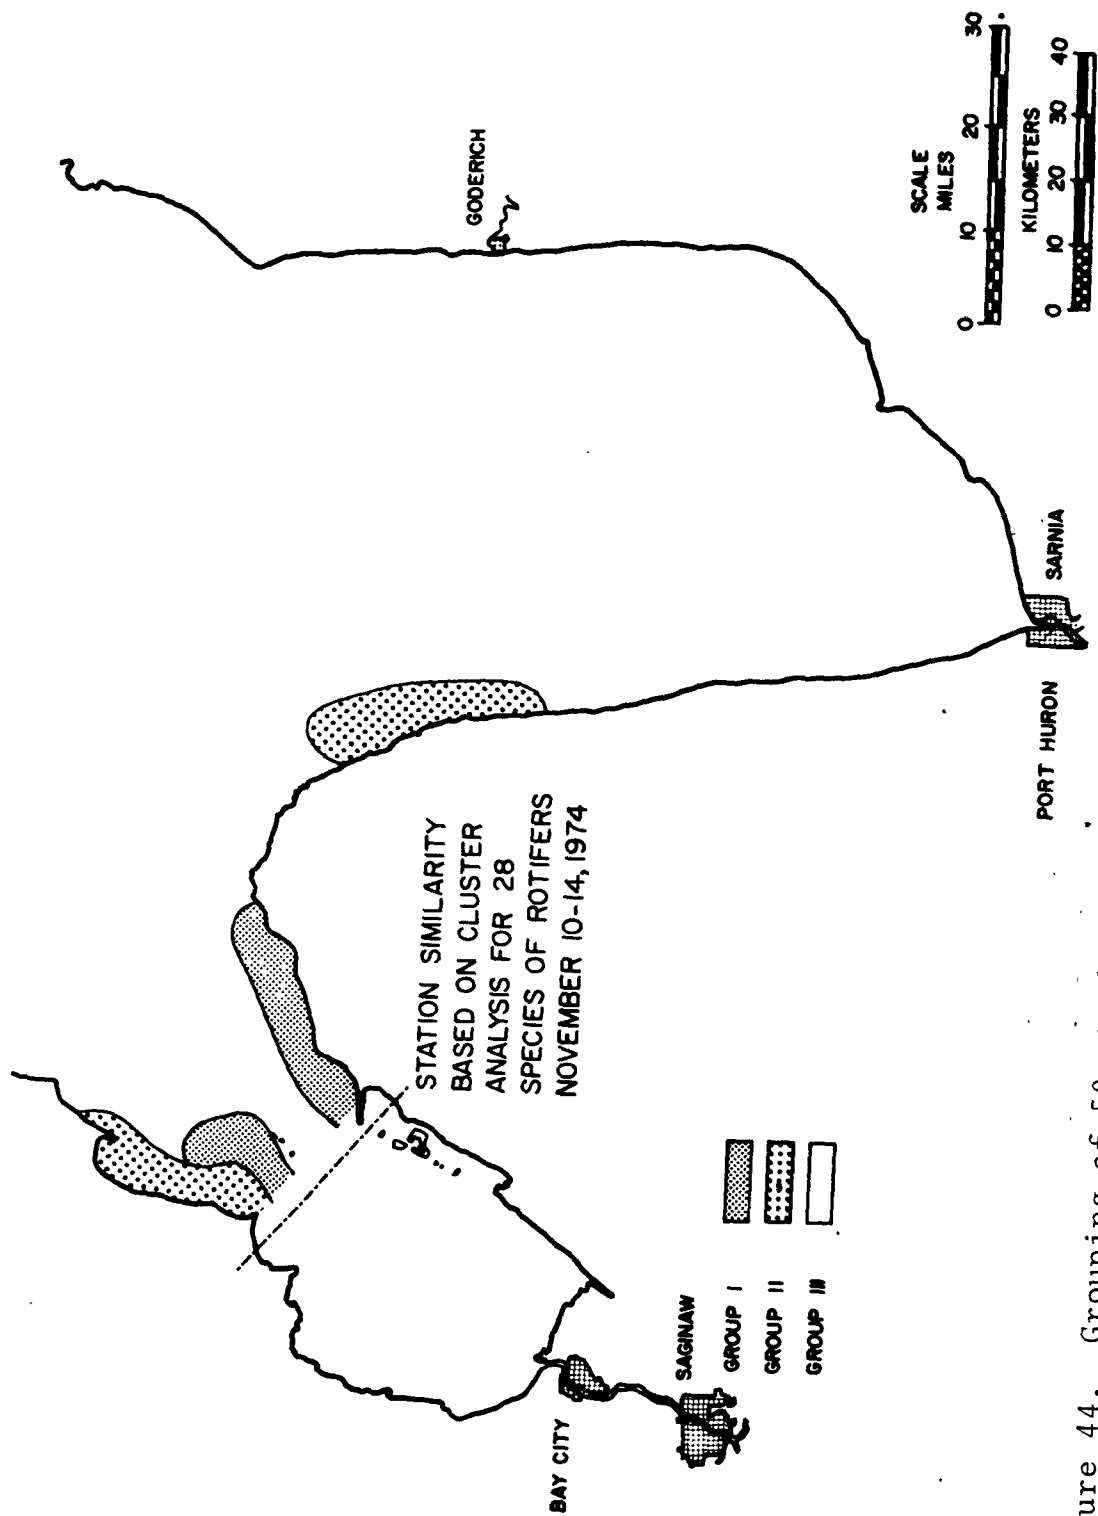 STATION SIMILARITY
BASED ON CLUSTER
ANALYSIS FOR 28
SPECIES OF ROTIFERS
NOVEMBER 10-14, 1974
GODERICH
SARNIA
PORT HURON
BAY CITY
SAGINAW
GROUP I
GROUP II
GROUP III
SCALE
MILES
0 10 20 30
KILOMETERS
0 10 20 30 40
ure 44. Grouping of